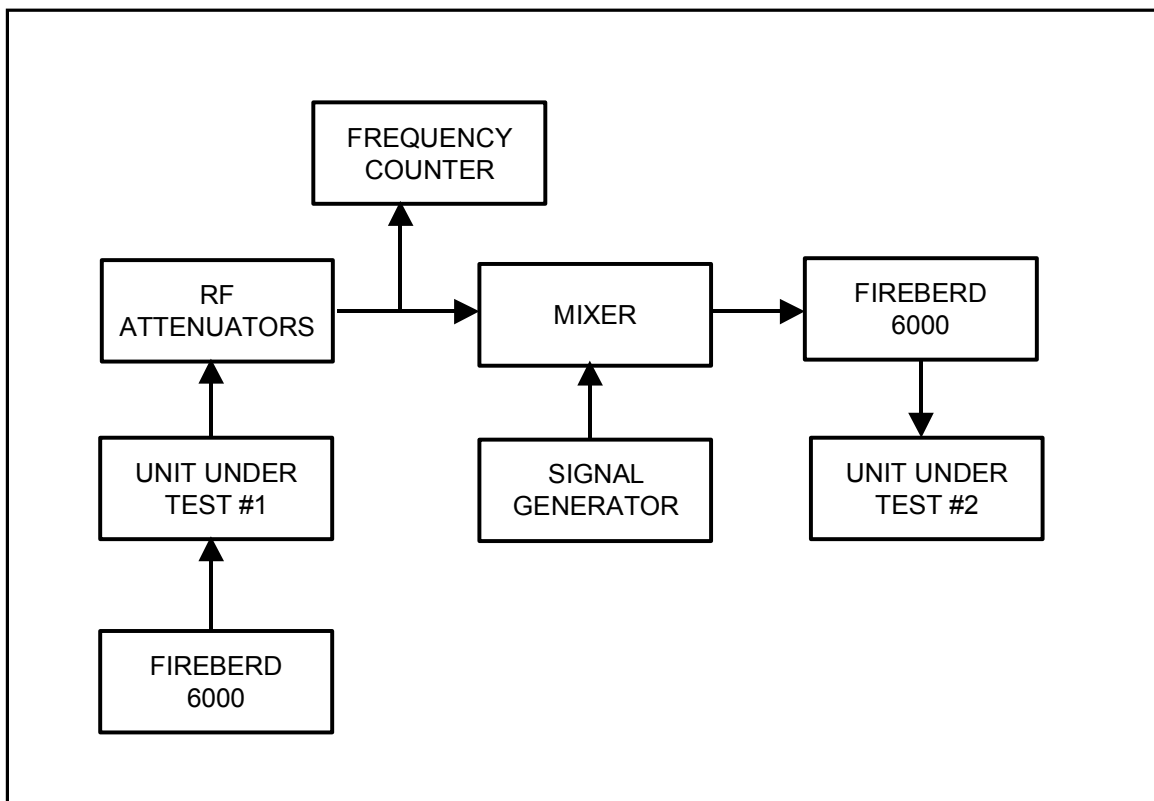 FREQUENCY
COUNTER
RF
ATTENUATORS
MIXER
FIREBERD
6000
UNIT UNDER
TEST #1
SIGNAL
GENERATOR
UNIT UNDER
TEST #2
FIREBERD
6000